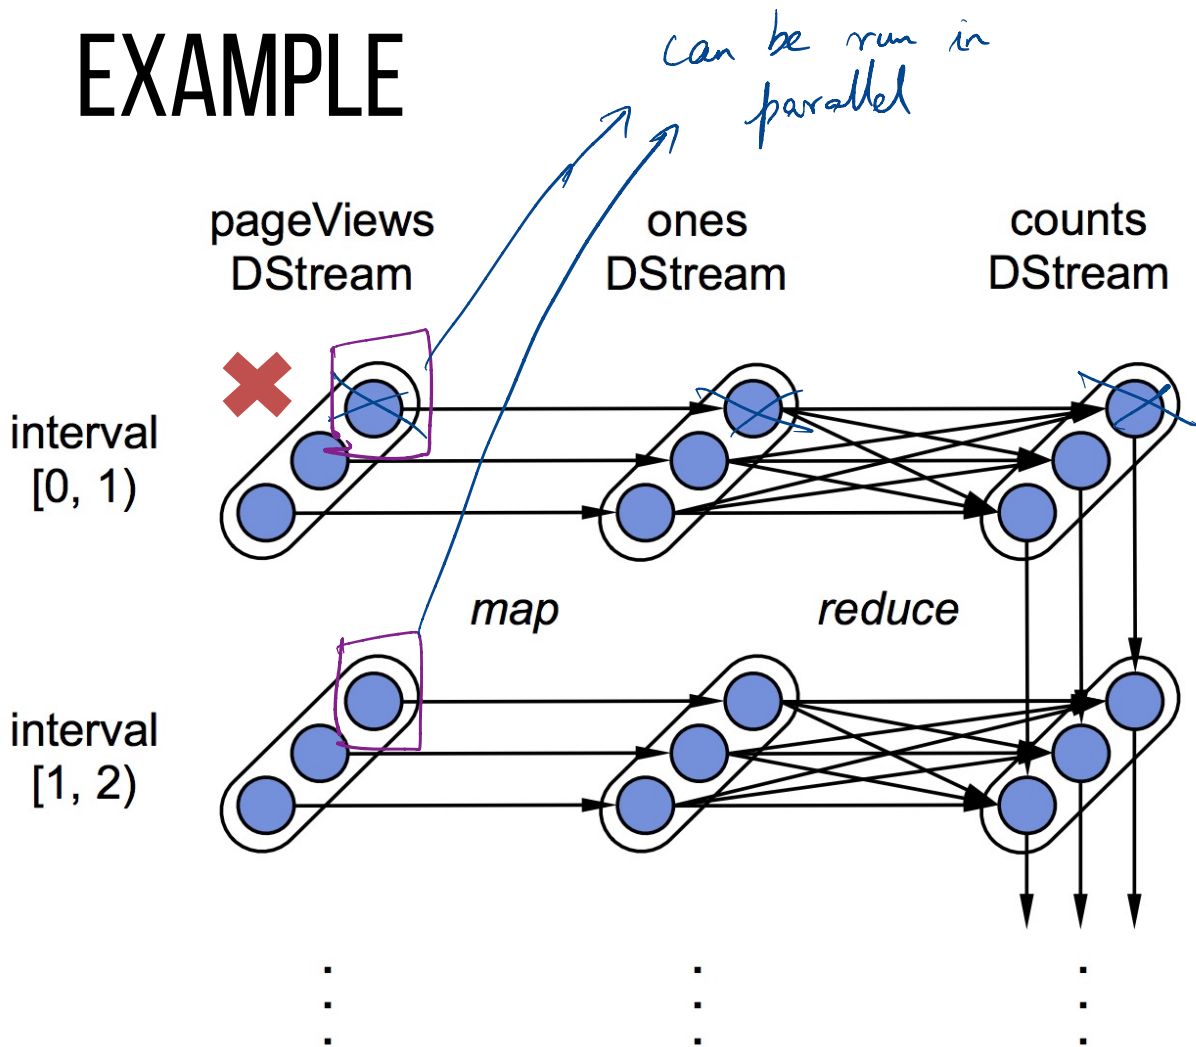 EXAMPLE
can be run in
parallel
pageViews
DStream
ones
DStream
counts
DStream
interval
[0, 1)
map
reduce
interval
[1, 2)